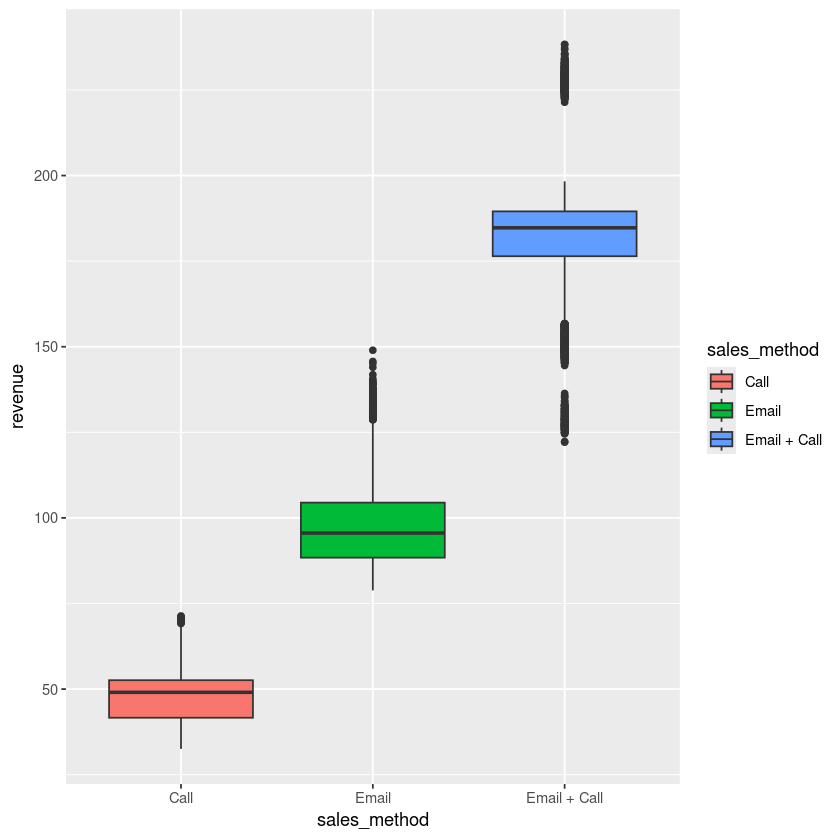 200
150
100
50
revenue
Call
Email
Email + Call
sales_method
sales_method
Call
Email
Email + Call